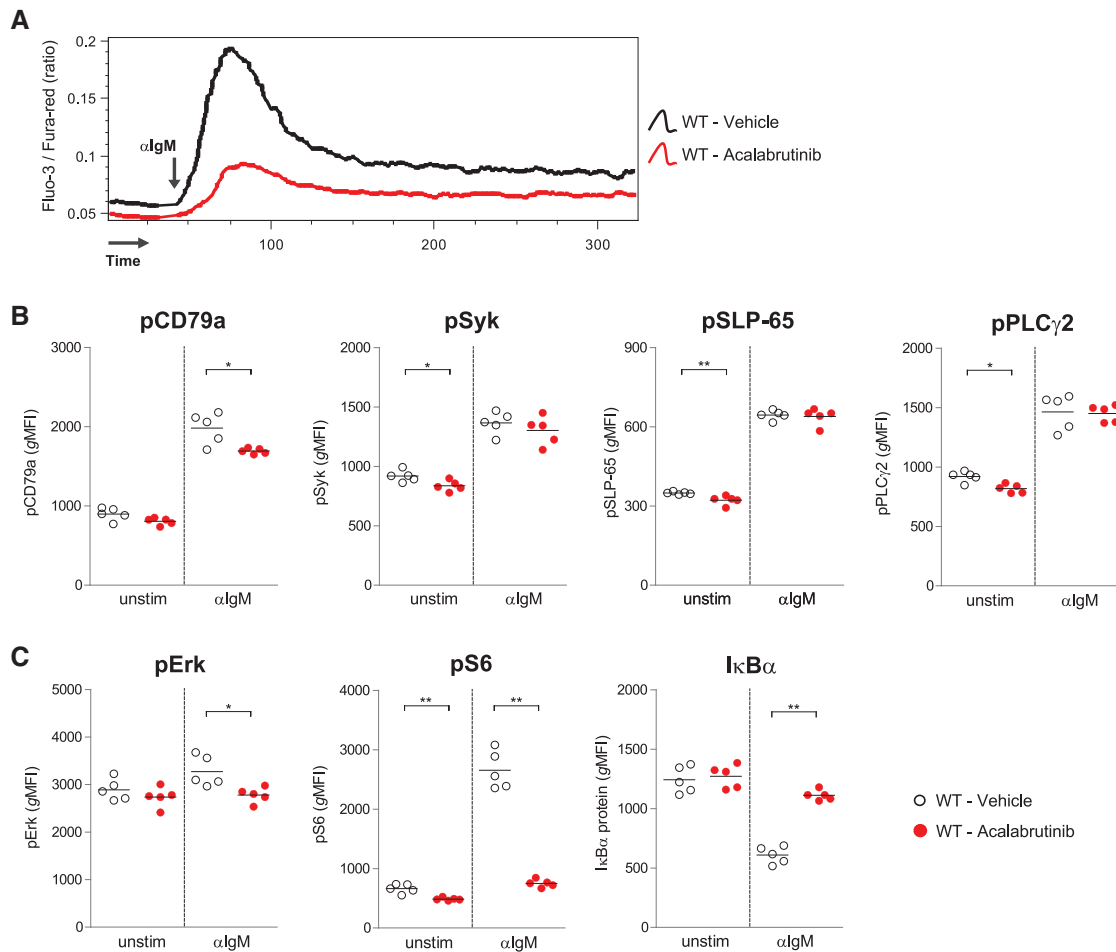 A
Fluo-3 / Fura-red (ratio)
0.2
0.15
0.1
0.05
αIgM
100
200
300
Time
WT - Vehicle
WT - Acalabrutinib
B
pCD79a
pCD79a (gMFI)
3000
2000
1000
0
*
unstim
αIgM
pSyk
pSyk (gMFI)
2000
1500
1000
500
0
*
unstim
αIgM
pSLP-65
pSLP-65 (gMFI)
900
600
300
0
**
unstim
αIgM
pPLCγ2
pPLCγ2 (gMFI)
2000
1500
1000
500
0
*
unstim
αIgM
C
pErk
pErk (gMFI)
5000
4000
3000
2000
1000
0
*
unstim
αIgM
pS6
pS6 (gMFI)
4000
3000
2000
1000
0
**
**
unstim
αIgM
IκBα
IκBα protein (gMFI)
2000
1500
1000
500
0
**
unstim
αIgM
WT - Vehicle
WT - Acalabrutinib